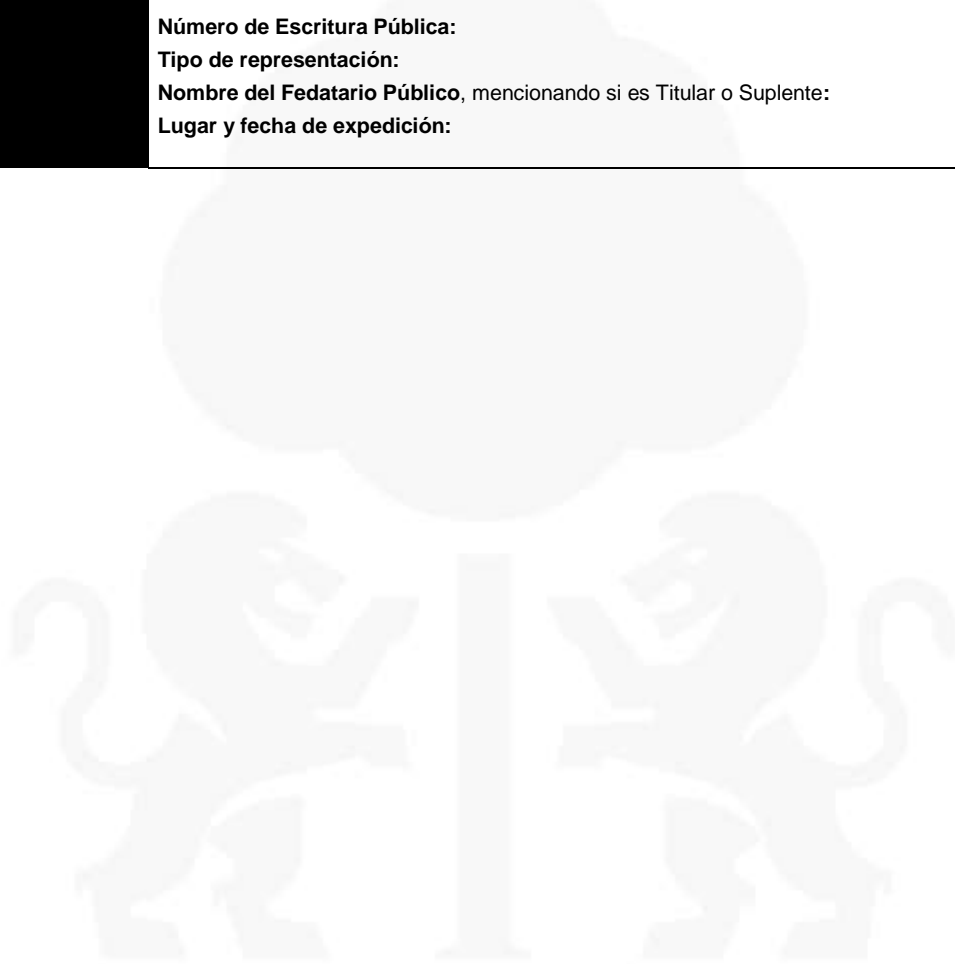 Número de Escritura Pública:
Tipo de representación:
Nombre del Fedatario Público, mencionando si es Titular o Suplente:
Lugar y fecha de expedición: